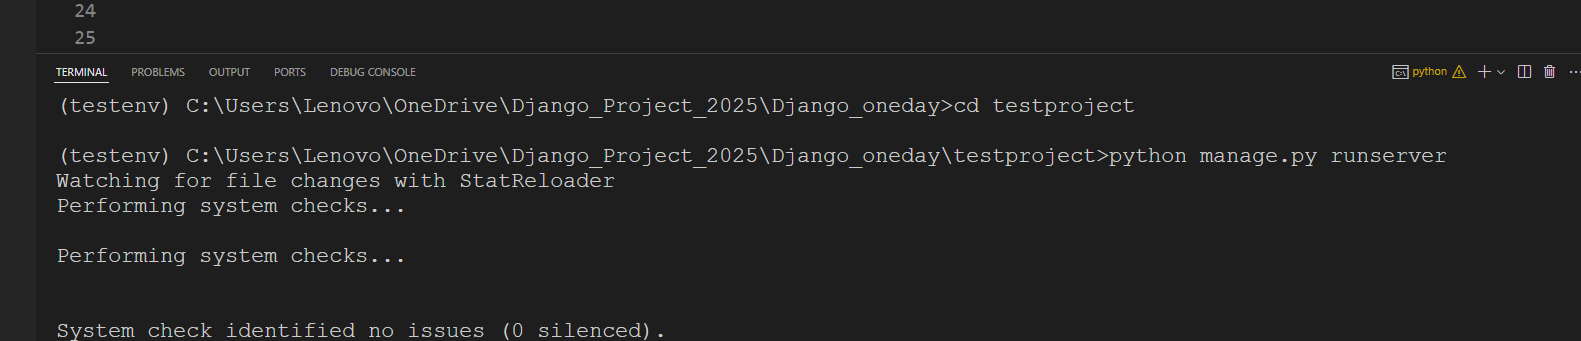 24
25
TERMINAL PROBLEMS OUTPUT PORTS DEBUG CONSOLE python
(testenv) C:\Users\Lenovo\OneDrive\Django_Project_2025\Django_oneday>cd testproject
(testenv) C:\Users\Lenovo\OneDrive\Django_Project_2025\Django_oneday\testproject>python manage.py runserver
Watching for file changes with StatReloader
Performing system checks...
Performing system checks...
System check identified no issues (0 silenced).